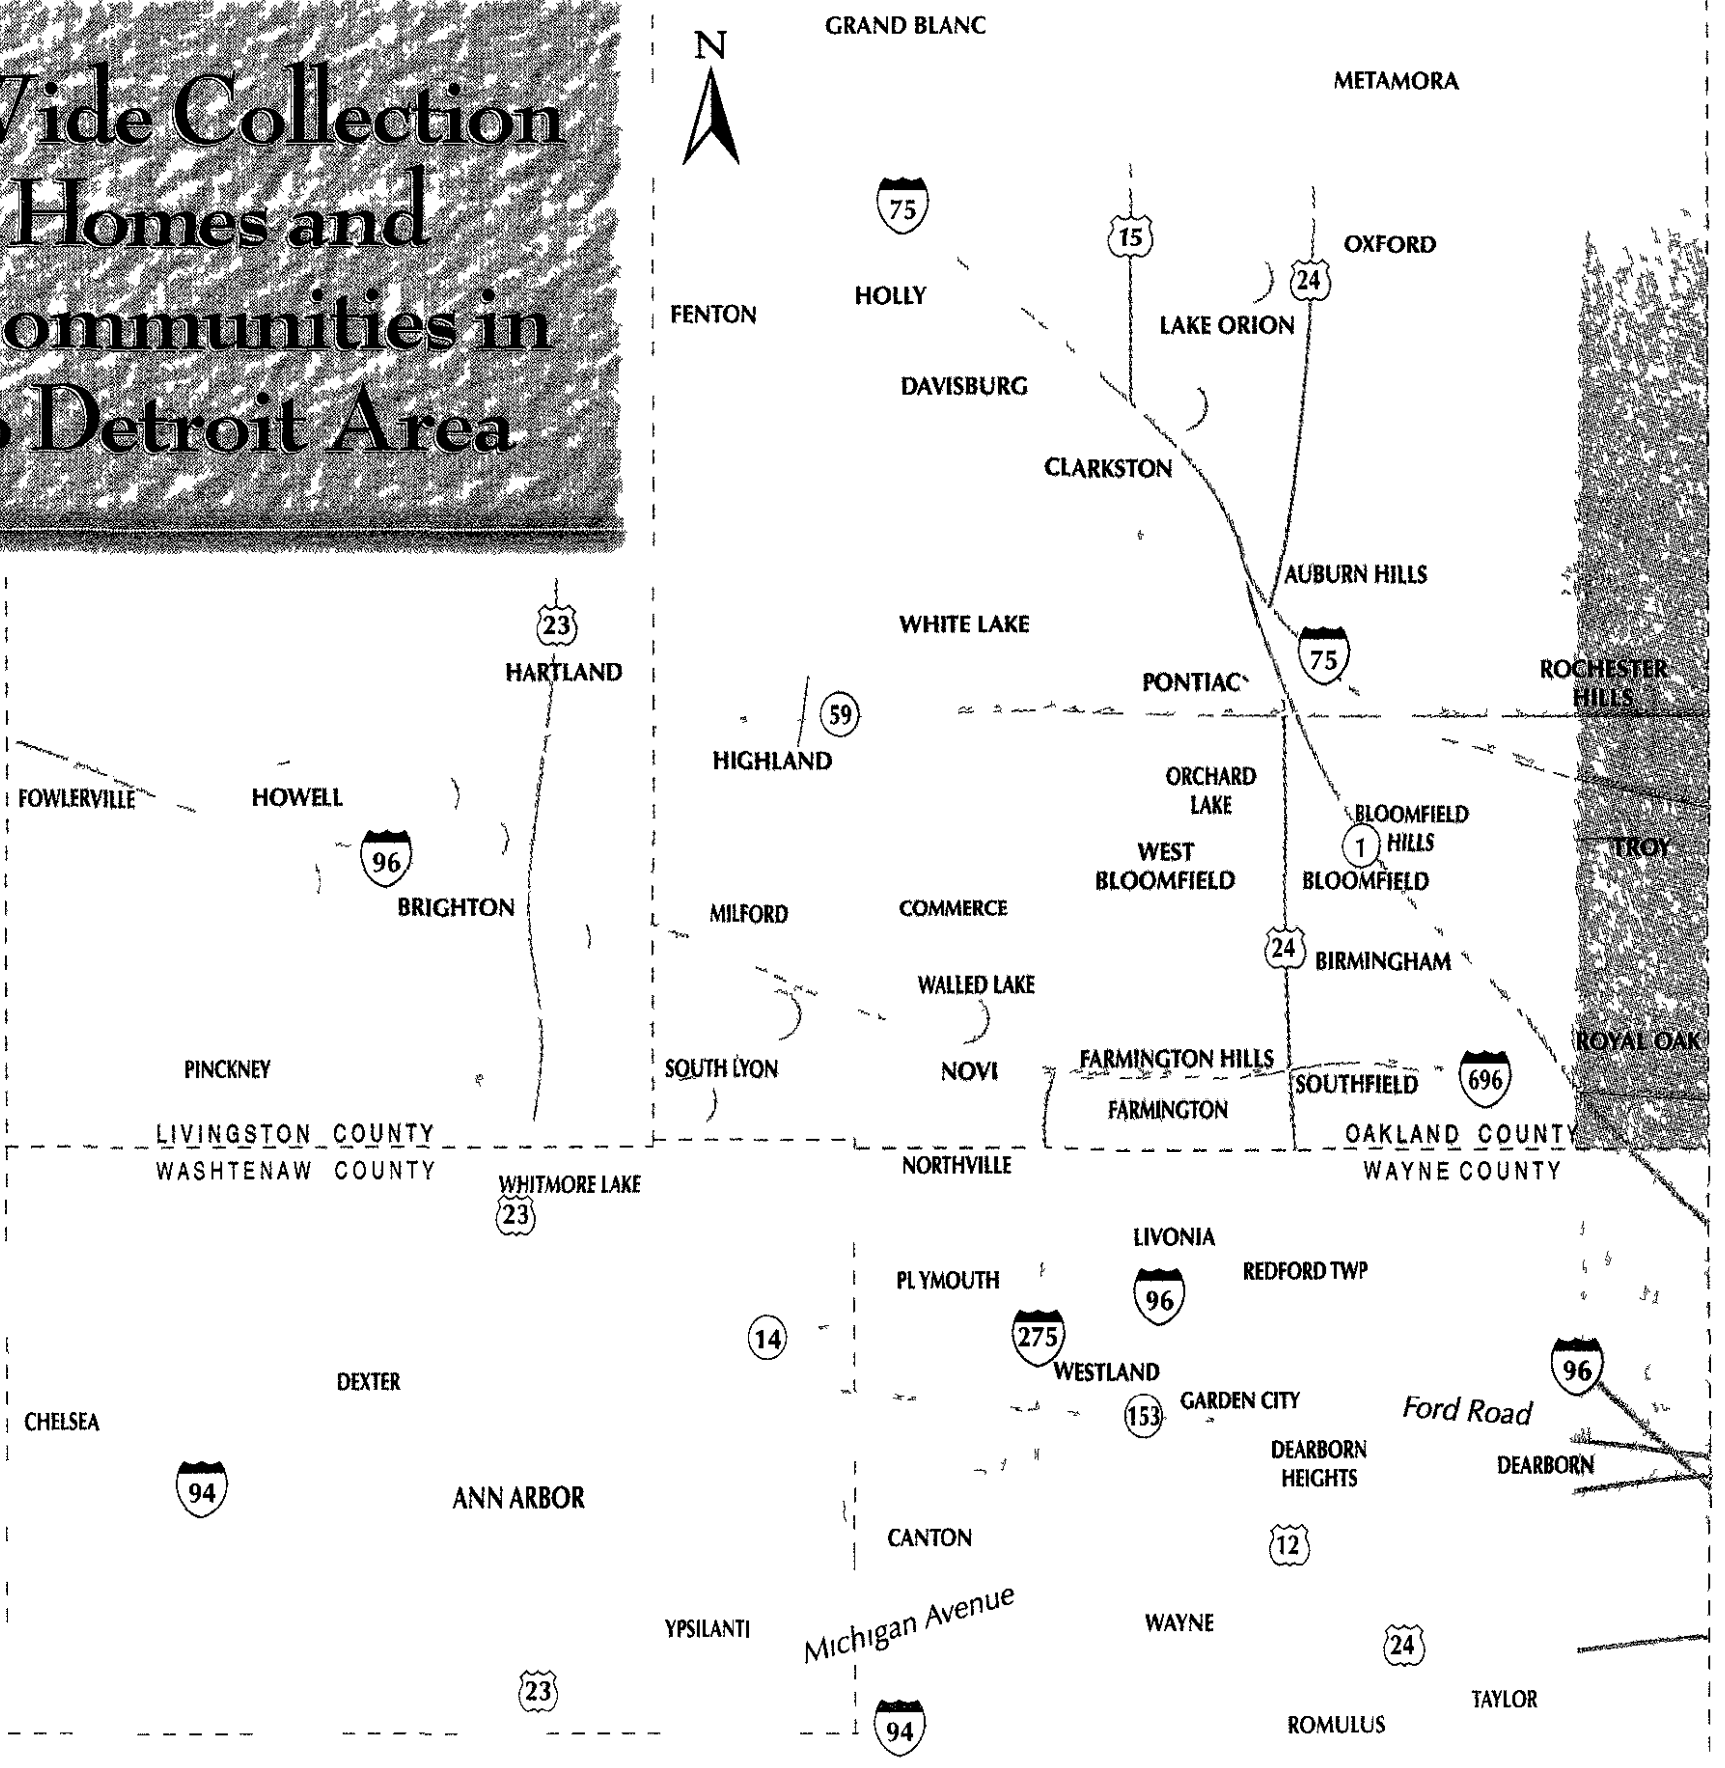 Vide Collection
Homes and
ommunities in
o Detroit Area
N
GRAND BLANC
METAMORA
75
15
OXFORD
24
HOLLY
FENTON
LAKE ORION
DAVISBURG
CLARKSTON
AUBURN HILLS
23
WHITE LAKE
75
HARTLAND
PONTIAC
ROCHESTER
HILLS
59
HIGHLAND
ORCHARD
LAKE
FOWLERVILLE
HOWELL
BLOOMFIELD
HILLS
1
TROY
96
WEST
BLOOMFIELD
BLOOMFIELD
BRIGHTON
MILFORD
COMMERCE
24
BIRMINGHAM
WALLED LAKE
ROYAL OAK
PINCKNEY
SOUTH LYON
NOVI
FARMINGTON HILLS
SOUTHFIELD
696
FARMINGTON
LIVINGSTON COUNTY
OAKLAND COUNTY
WASHTENAW COUNTY
NORTHVILLE
WAYNE COUNTY
WHITMORE LAKE
23
LIVONIA
PLYMOUTH
REDFORD TWP
96
14
275
WESTLAND
96
DEXTER
153
GARDEN CITY
Ford Road
CHELSEA
DEARBORN
HEIGHTS
DEARBORN
94
ANN ARBOR
CANTON
12
Michigan Avenue
YPSILANTI
WAYNE
24
23
TAYLOR
94
ROMULUS